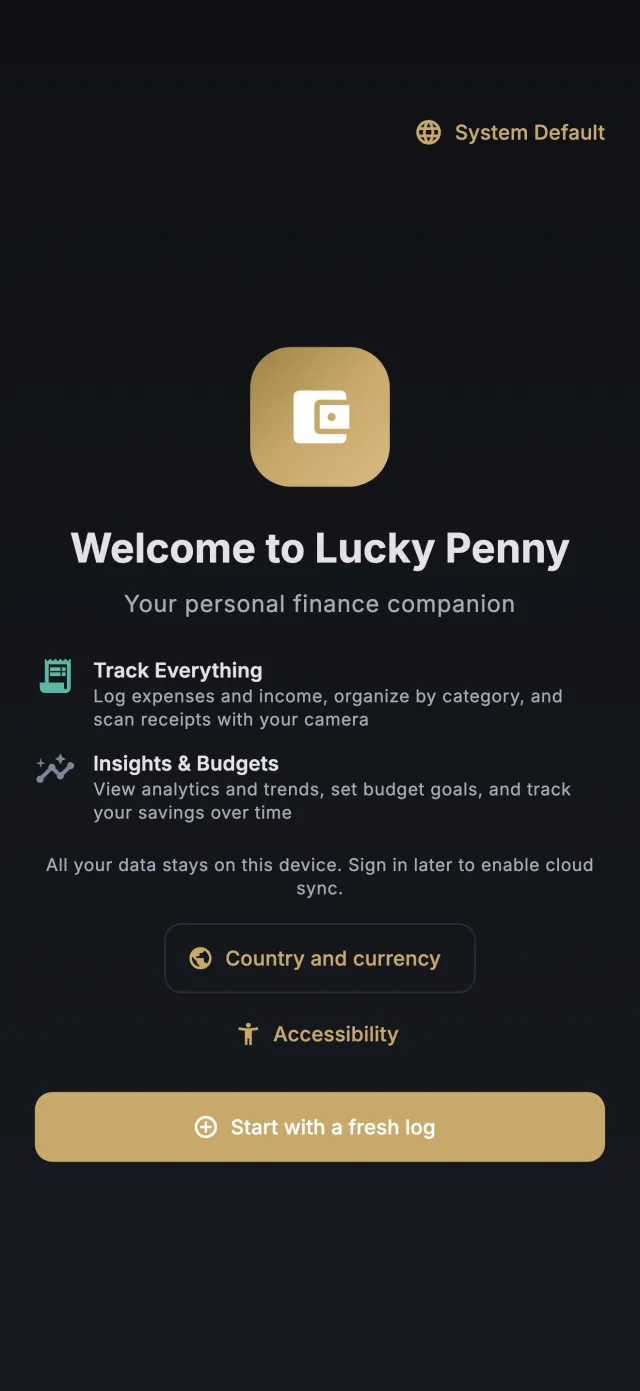 System Default
Welcome to Lucky Penny
Your personal finance companion
Track Everything
Log expenses and income, organize by category, and
scan receipts with your camera
Insights & Budgets
View analytics and trends, set budget goals, and track
your savings over time
All your data stays on this device. Sign in later to enable cloud
sync.
Country and currency
Accessibility
Start with a fresh log